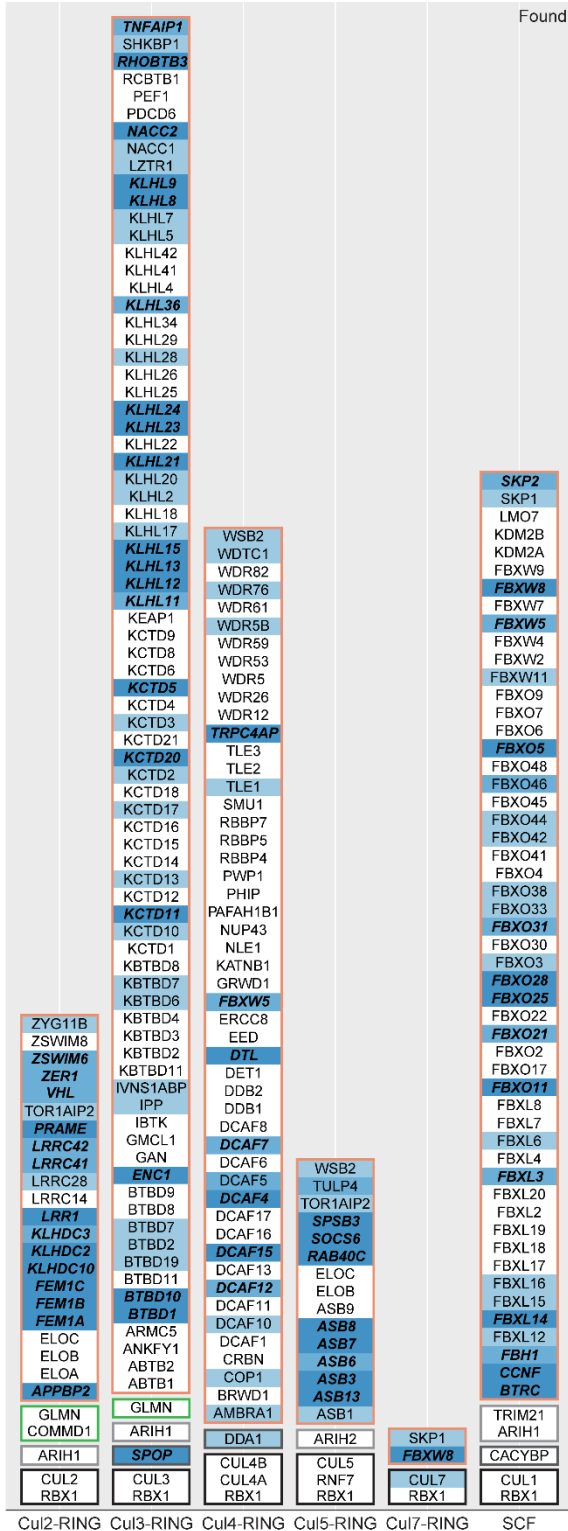 Found
TNFAIP1
SHKBP1
RHOBTB3
RCBTB1
PEF1
PDCD6
NACC2
NACC1
LZTR1
KLHL9
KLHL8
KLHL7
KLHL5
KLHL42
KLHL41
KLHL4
KLHL36
KLHL34
KLHL29
KLHL28
KLHL26
KLHL25
KLHL24
KLHL23
KLHL22
KLHL21
KLHL20
KLHL2
KLHL18
KLHL17
KLHL15
KLHL13
KLHL12
KLHL11
KEAP1
KCTD9
KCTD8
KCTD6
KCTD5
KCTD4
KCTD3
KCTD21
KCTD20
KCTD2
KCTD18
KCTD17
KCTD16
KCTD15
KCTD14
KCTD13
KCTD12
KCTD11
KCTD10
KCTD1
KBTBD8
KBTBD7
KBTBD6
KBTBD4
KBTBD3
KBTBD2
KBTBD11
IVNS1ABP
IPP
IBTK
GMCL1
GAN
ENC1
BTBD9
BTBD8
BTBD7
BTBD2
BTBD19
BTBD11
BTBD10
BTBD1
ARMC5
ANKFY1
ABTB2
ABTB1
GLMN
ARIH1
SPOP
CUL3
RBX1
ZYG11B
ZSWIM8
ZSWIM6
ZER1
VHL
TOR1AIP2
PRAME
LRRC42
LRRC41
LRRC28
LRRC14
LRR1
KLHDC3
KLHDC2
KLHDC10
FEM1C
FEM1B
FEM1A
ELOC
ELOB
ELOA
APPBP2
GLMN
COMMD1
ARIH1
CUL2
RBX1
WSB2
WDTC1
WDR82
WDR76
WDR61
WDR5B
WDR59
WDR53
WDR5
WDR26
WDR12
TRPC4AP
TLE3
TLE2
TLE1
SMU1
RBBP7
RBBP5
RBBP4
PWP1
PHIP
PAFAH1B1
NUP43
NLE1
KATNB1
GRWD1
FBXW5
ERCC8
EED
DTL
DET1
DDB2
DDB1
DCAF8
DCAF7
DCAF6
DCAF5
DCAF4
DCAF17
DCAF16
DCAF15
DCAF13
DCAF12
DCAF11
DCAF10
DCAF1
CRBN
COP1
BRWD1
AMBRA1
DDA1
CUL4B
CUL4A
RBX1
WSB2
TULP4
TOR1AIP2
SPSB3
SOCS6
RAB40C
ELOC
ELOB
ASB9
ASB8
ASB7
ASB6
ASB3
ASB13
ASB1
ARIH2
CUL5
RNF7
RBX1
SKP1
FBXW8
CUL7
RBX1
SKP2
SKP1
LMO7
KDM2B
KDM2A
FBXW9
FBXW8
FBXW7
FBXW5
FBXW4
FBXW2
FBXW11
FBXO9
FBXO7
FBXO6
FBXO5
FBXO48
FBXO46
FBXO45
FBXO44
FBXO42
FBXO41
FBXO4
FBXO38
FBXO33
FBXO31
FBXO30
FBXO3
FBXO28
FBXO25
FBXO22
FBXO21
FBXO2
FBXO17
FBXO11
FBXL8
FBXL7
FBXL6
FBXL4
FBXL3
FBXL20
FBXL2
FBXL19
FBXL18
FBXL17
FBXL16
FBXL15
FBXL14
FBXL12
FBH1
CCNF
BTRC
TRIM21
ARIH1
CACYBP
CUL1
RBX1
Cul2-RING Cul3-RING Cul4-RING Cul5-RING Cul7-RING SCF